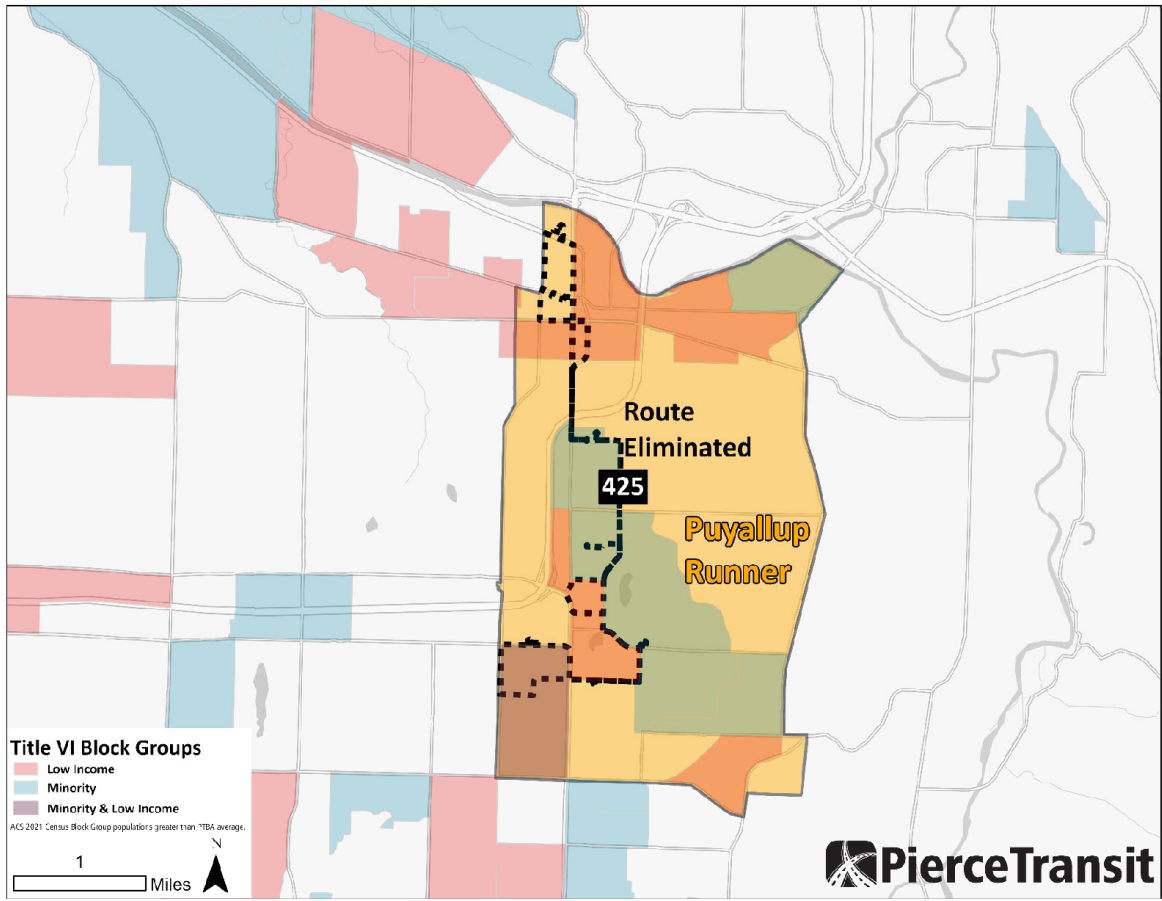 Route
Eliminated
425
Puyallup
Runner
Title VI Block Groups
Low Income
Minority
Minority & Low Income
ACS 2021 Census Block Group populations greater than PTBA average.
N
1
Miles
PierceTransit